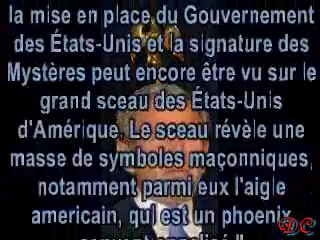 la mise en place du Gouvernement
des États-Unis et la signature des
Mystères peut encore être vu sur le
grand sceau des États-Unis
d'Amérique. Le sceau révèle une
masse de symboles maçonniques,
notamment parmi eux l'aigle
americain, qui est un phoenix
DC